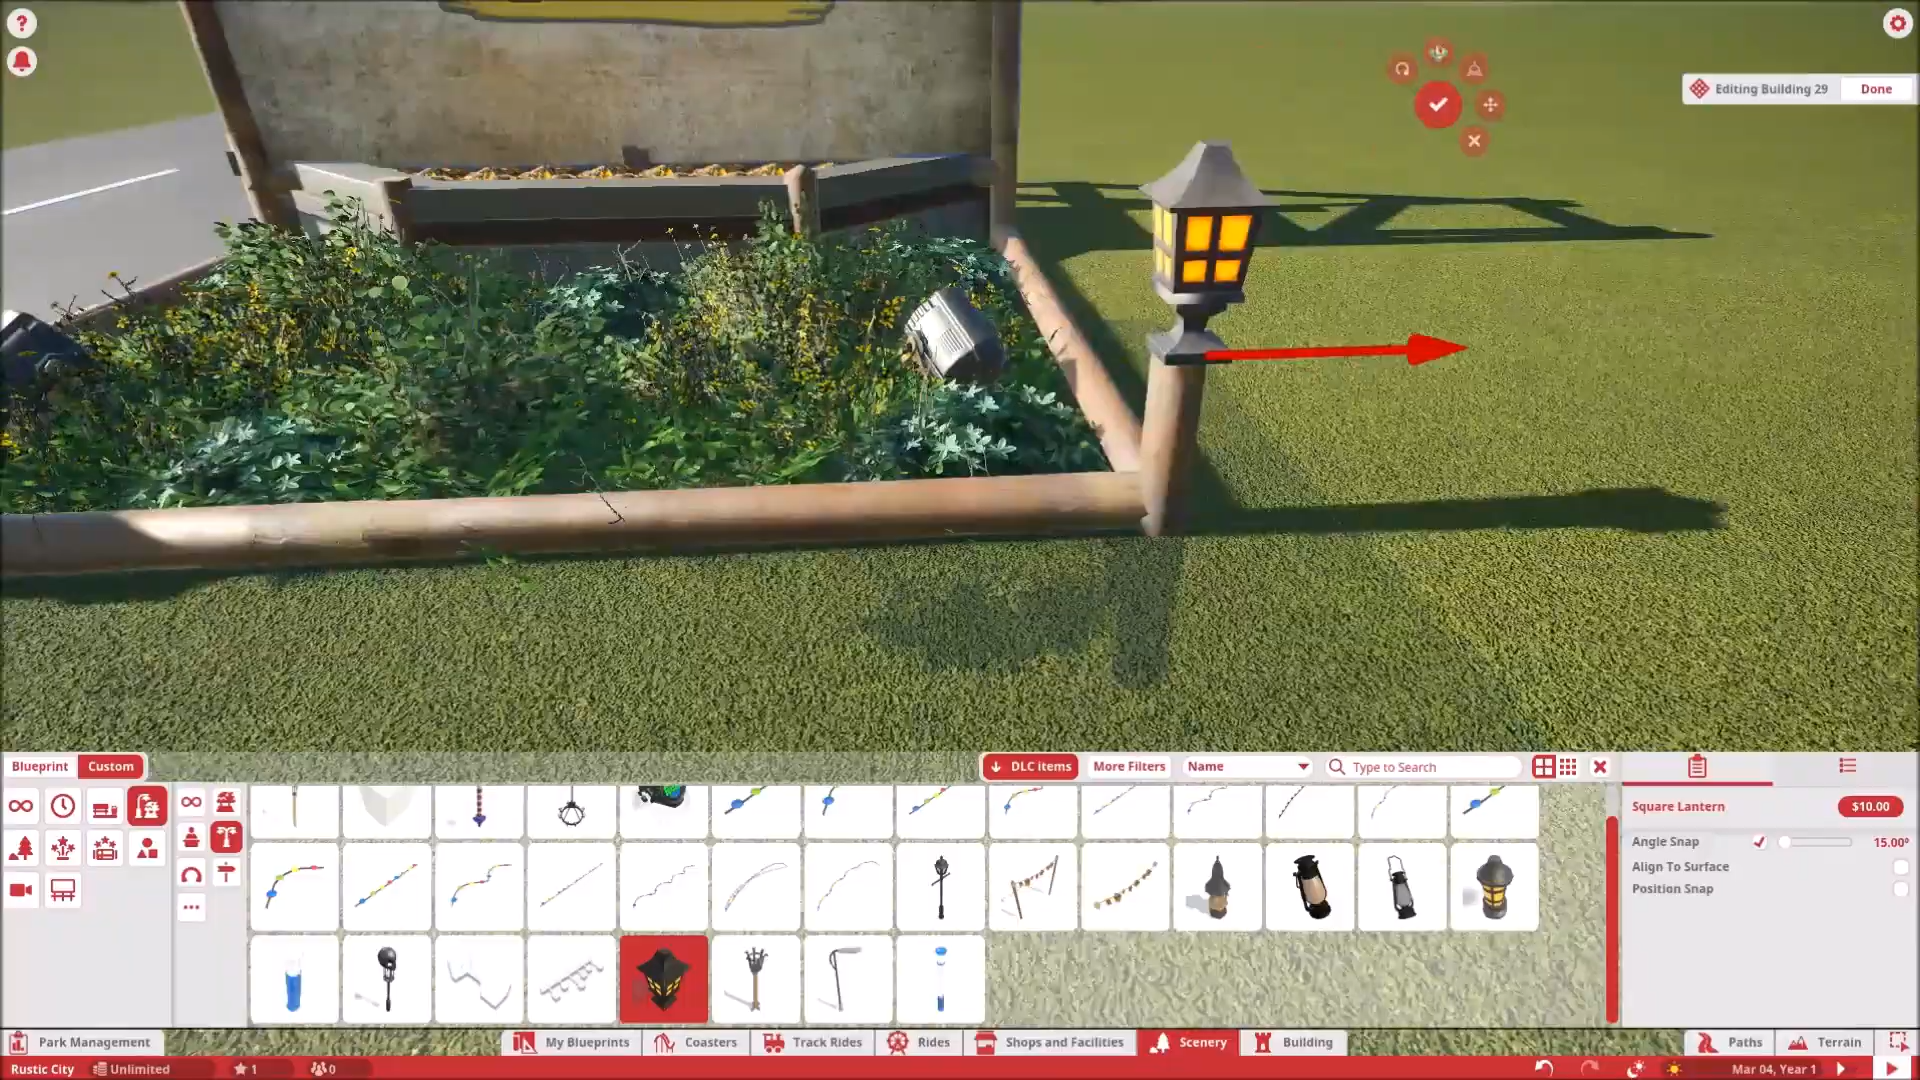 ?
Editing Building 29
Done
Blueprint
Custom
DLC items
More Filters
Name
Type to Search
Square Lantern
$10.00
Angle Snap
15.00°
Align To Surface
Position Snap
Park Management
My Blueprints
Coasters
Track Rides
Rides
Shops and Facilities
Scenery
Building
Paths
Terrain
Rustic City
Unlimited
1
0
Mar 04, Year 1